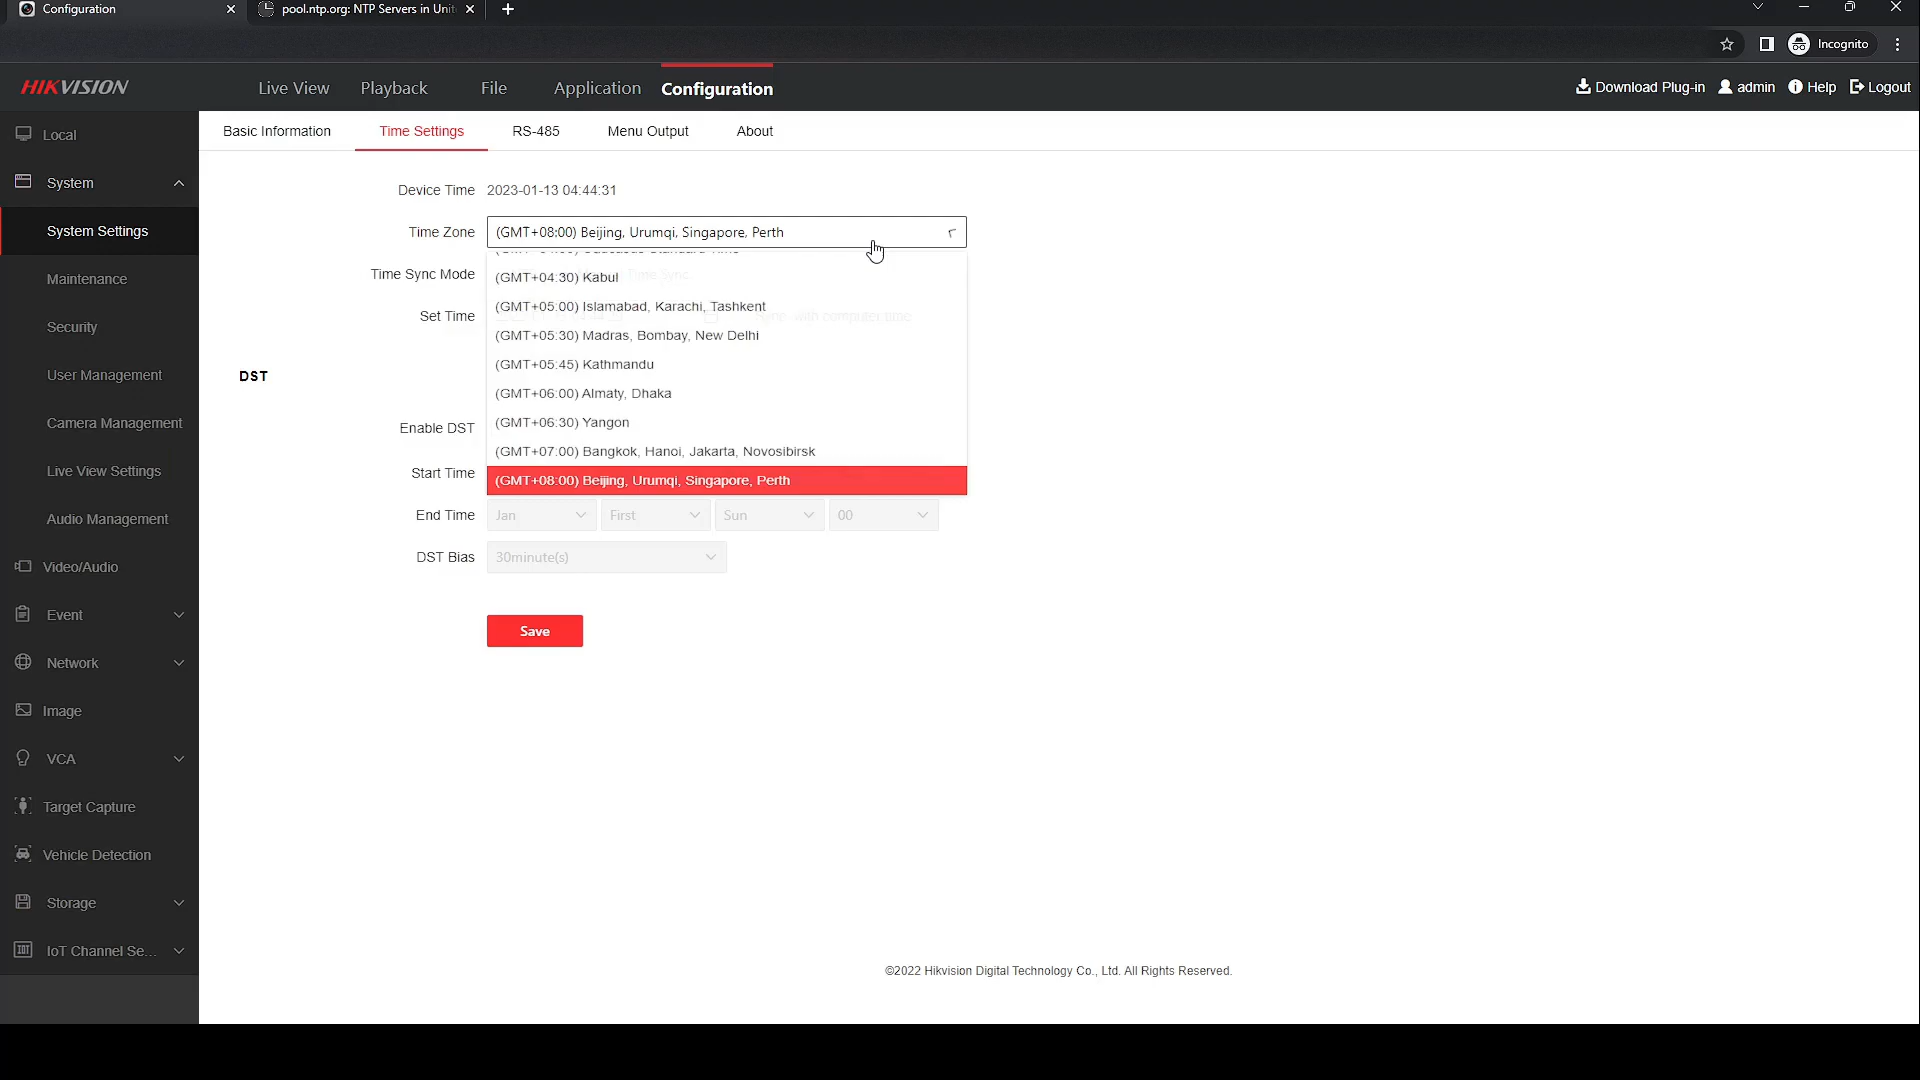 Configuration
pool.ntp.org: NTP Servers in Unit
Incognito
HIKVISION
Live View
Playback
File
Application
Configuration
Download Plug-in
admin
Help
Logout
Local
System
System Settings
Maintenance
Security
User Management
Camera Management
Live View Settings
Audio Management
Video/Audio
Event
Network
Image
VCA
Target Capture
Vehicle Detection
Storage
IoT Channel Se...
Basic Information
Time Settings
RS-485
Menu Output
About
Device Time 2023-01-13 04:44:31
Time Zone (GMT+08:00) Beijing, Urumqi, Singapore, Perth
Time Sync Mode
(GMT+04:30) Kabul
(GMT+05:00) Islamabad, Karachi, Tashkent
Set Time
(GMT+05:30) Madras, Bombay, New Delhi
(GMT+05:45) Kathmandu
DST
(GMT+06:00) Almaty, Dhaka
(GMT+06:30) Yangon
Enable DST
(GMT+07:00) Bangkok, Hanoi, Jakarta, Novosibirsk
Start Time
(GMT+08:00) Beijing, Urumqi, Singapore, Perth
End Time Jan First Sun 00
DST Bias 30minute(s)
Save
©2022 Hikvision Digital Technology Co., Ltd. All Rights Reserved.